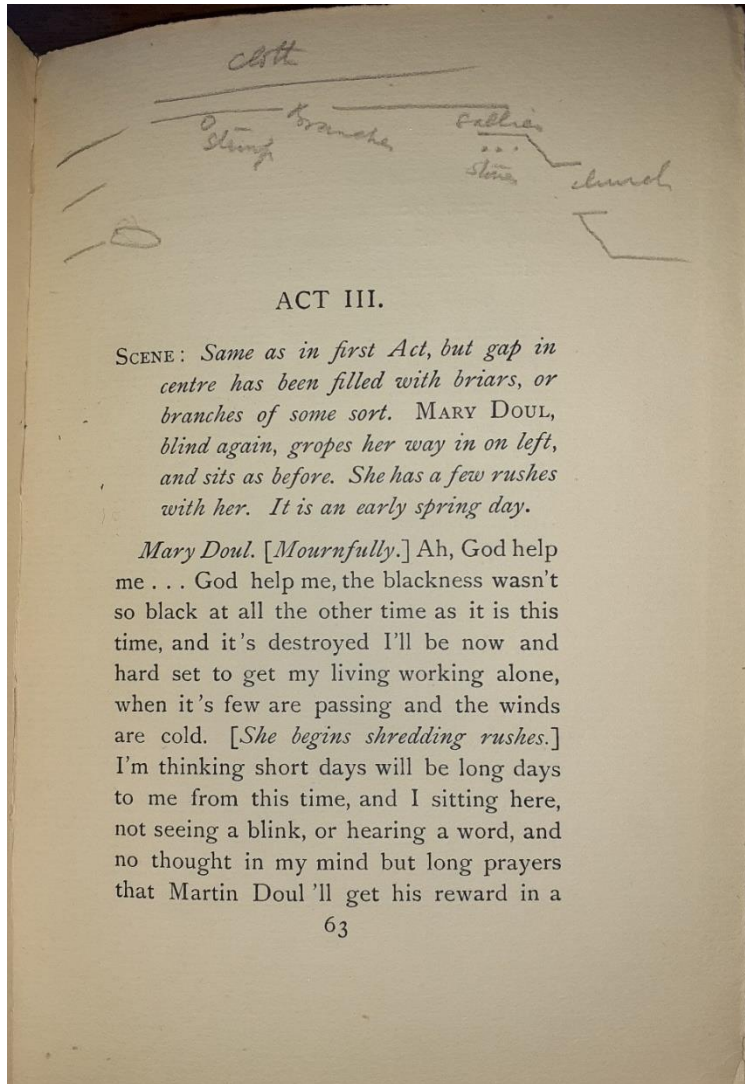 cloth
Branches
sallies
Stump
stones
church
ACT III.
SCENE: Same as in first Act, but gap in
centre has been filled with briars, or
branches of some sort. MARY DOUL,
blind again, gropes her way in on left,
and sits as before. She has a few rushes
with her. It is an early spring day.
Mary Doul. [Mournfully.] Ah, God help
me . . . God help me, the blackness wasn't
so black at all the other time as it is this
time, and it's destroyed I'll be now and
hard set to get my living working alone,
when it's few are passing and the winds
are cold. [She begins shredding rushes.]
I'm thinking short days will be long days
to me from this time, and I sitting here,
not seeing a blink, or hearing a word, and
no thought in my mind but long prayers
that Martin Doul 'll get his reward in a
63